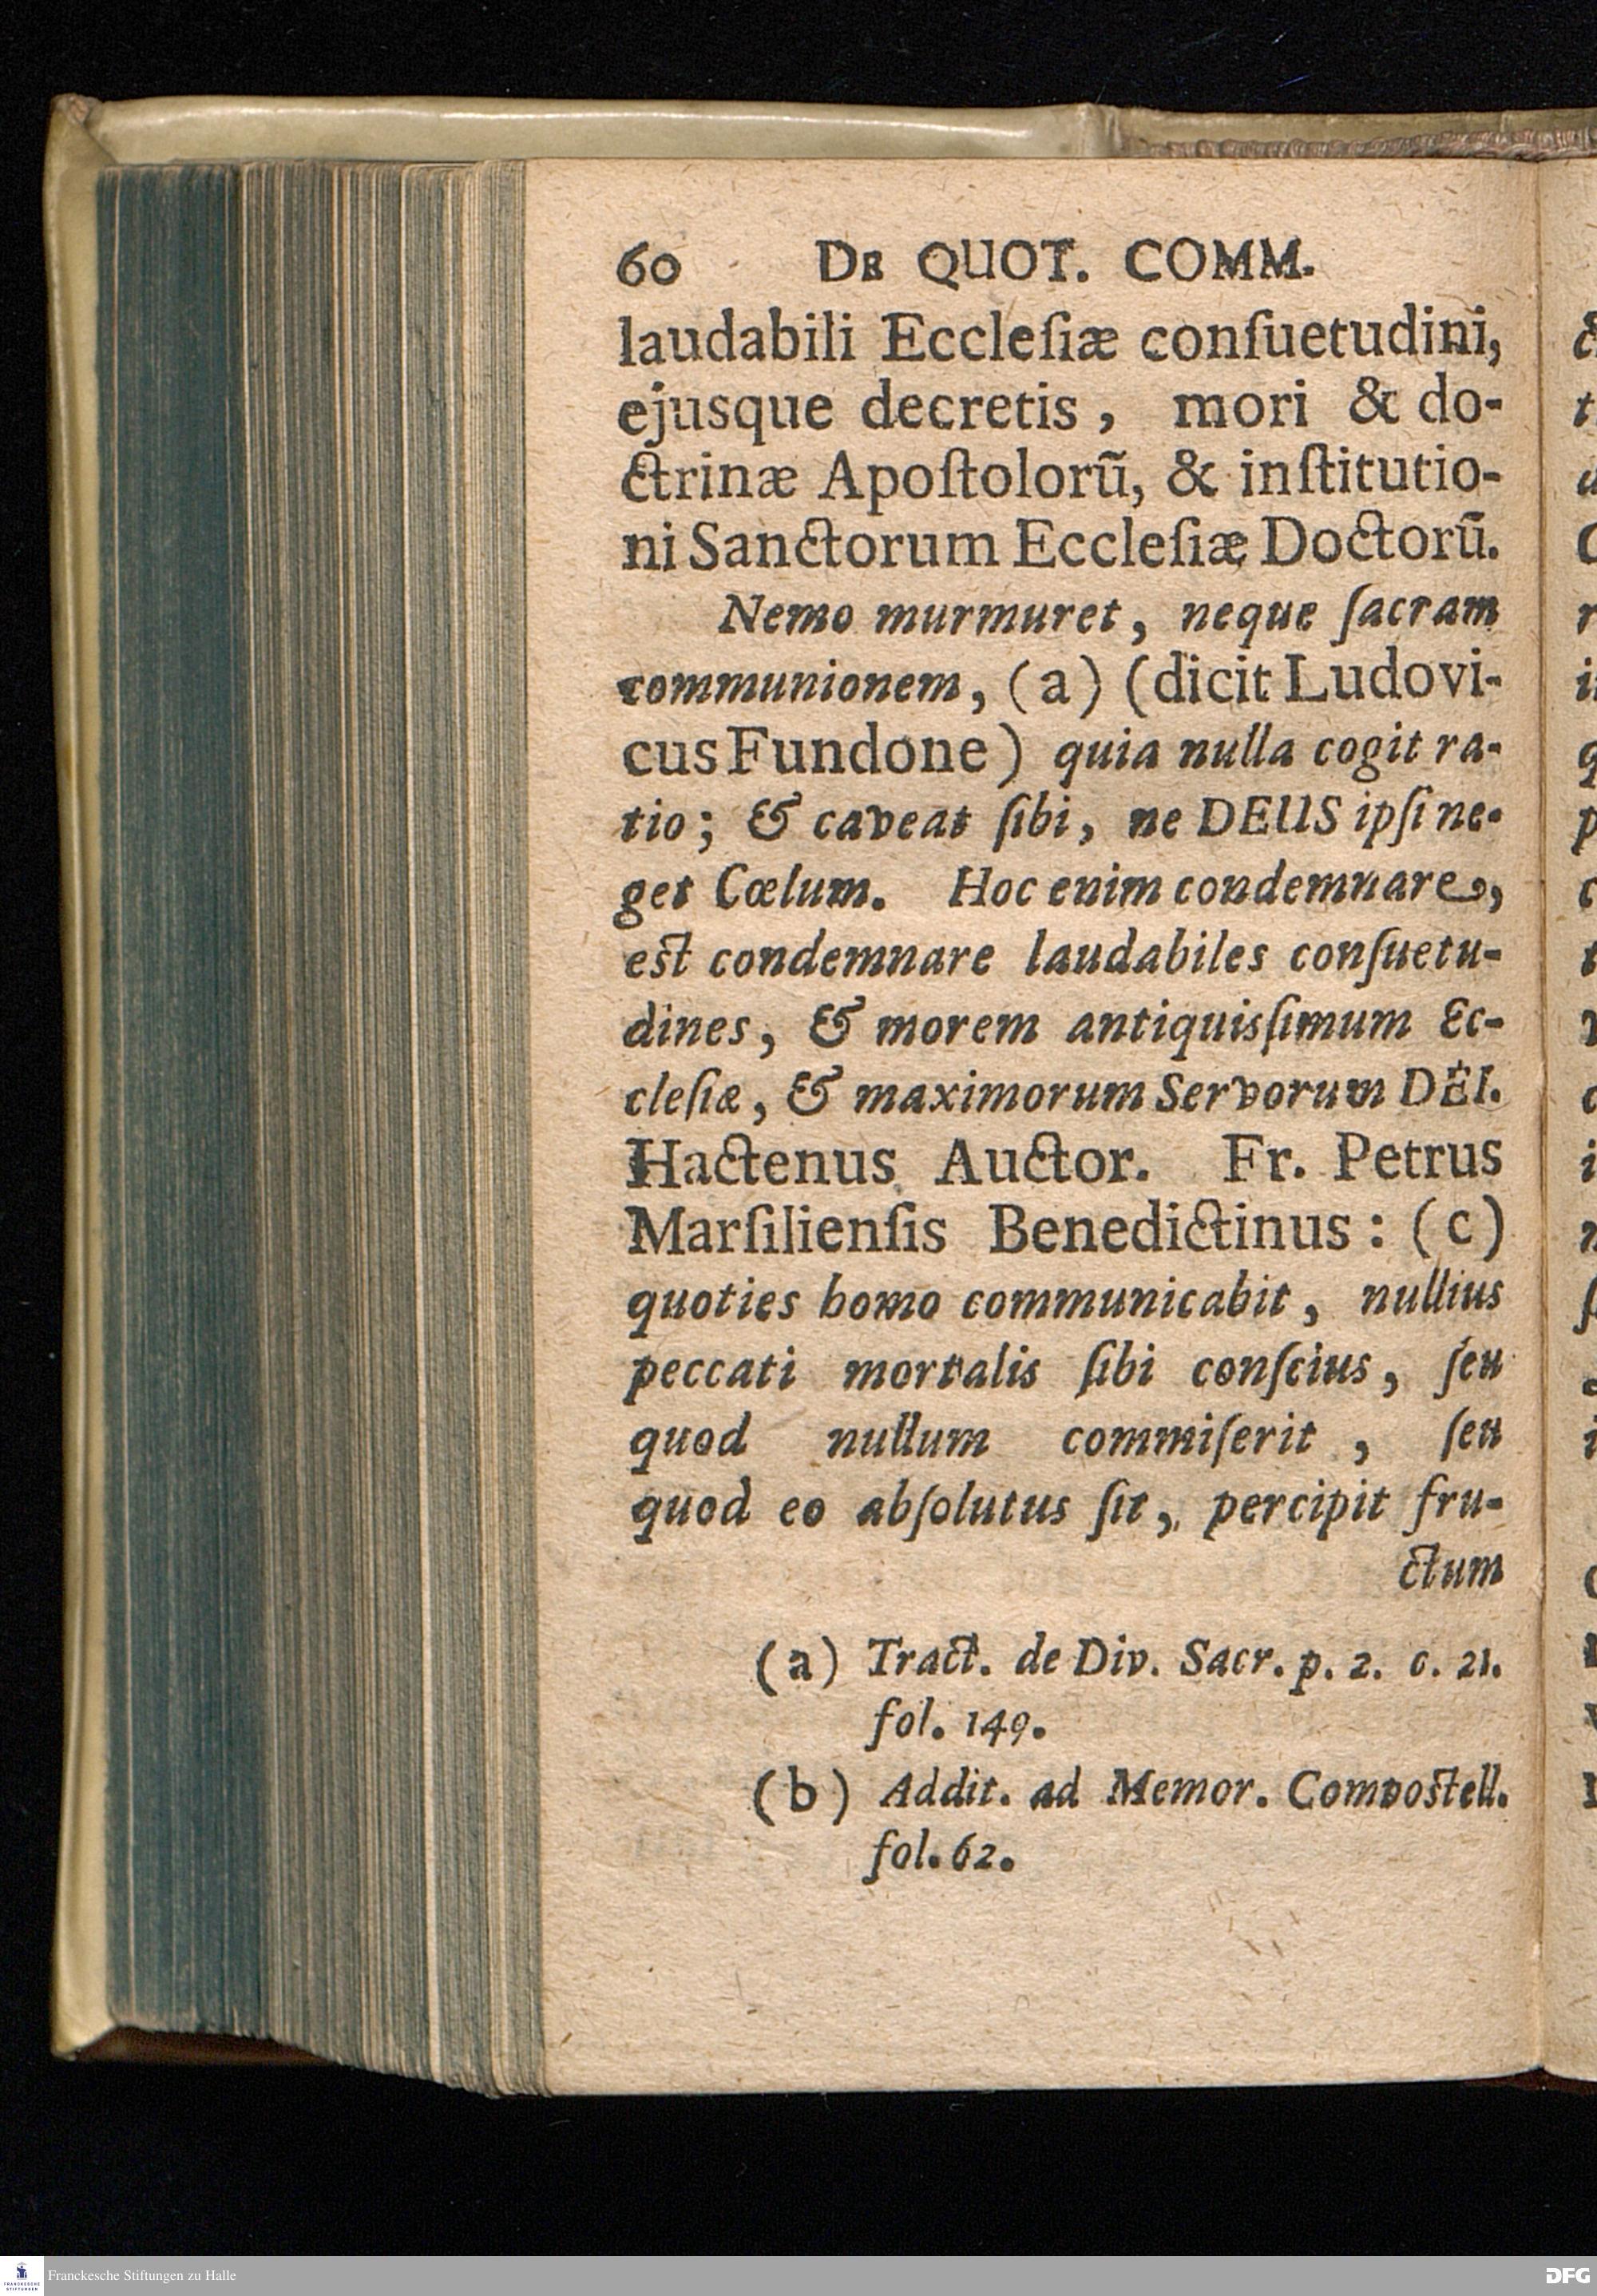 60 DE QUOT. COMM.
laudabili Eccleſiæ conſuetudini,
ejusque decretis, mori & do-
ctrinæ Apoſtolorū, & inſtitutio-
ni Sanctorum Eccleſiæ Doctorū.
Nemo murmuret, neque ſacram
communionem, (a) (dicit Ludovi-
cus Fundone) quia nulla cogit ra-
tio; & caveat ſibi, ne DEUS ipſi ne-
get Cœlum. Hoc enim condemnare,
est condemnare laudabiles conſuetu-
dines, & morem antiquisſimum Ec-
cleſiæ, & maximorum Servorum DEI.
Hactenus Auctor. Fr. Petrus
Marſilienſis Benedictinus: (c)
quoties homo communicabit, nullius
peccati mortalis ſibi conſcius, ſeu
quod nullum commiſerit, ſeu
quod eo abſolutus ſit, percipit fru-
ctum
(a) Tract. de Div. Sacr. p. 2. c. 21.
fol. 149.
(b) Addit. ad Memor. Compostell.
fol. 62.
FRANCKESCHE
STIFTUNGEN
Franckesche Stiftungen zu Halle
DFG